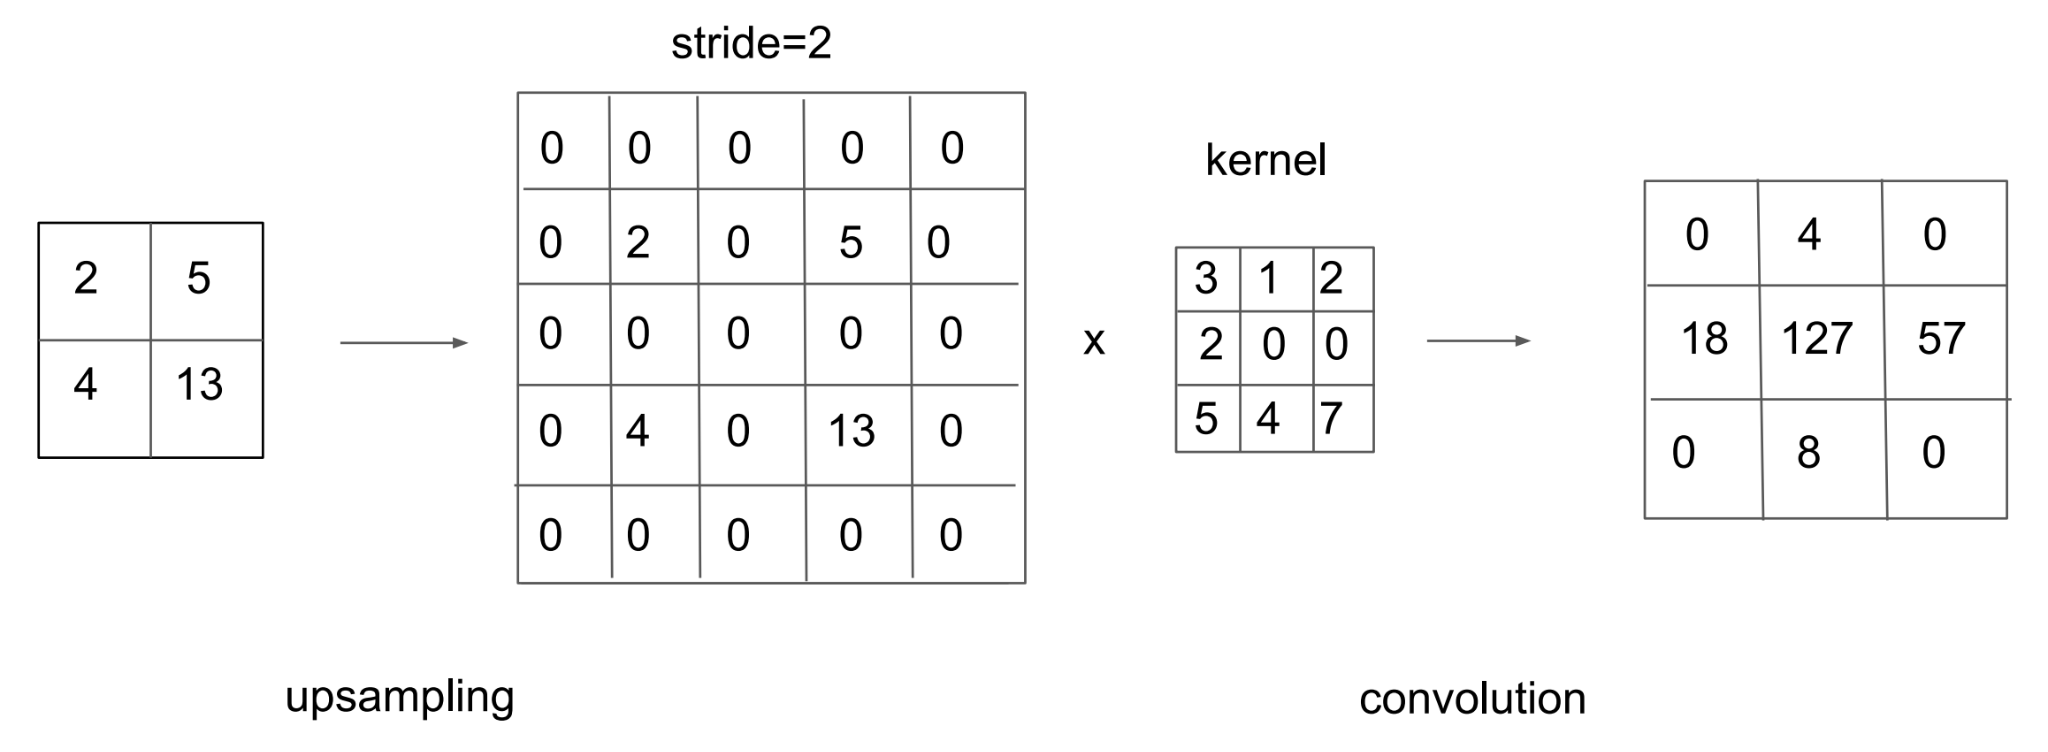 stride=2
2 5
4 13
0 0 0 0 0
0 2 0 5 0
0 0 0 0 0
0 4 0 13 0
0 0 0 0 0
x
kernel
3 1 2
2 0 0
5 4 7
0 4 0
18 127 57
0 8 0
upsampling
convolution